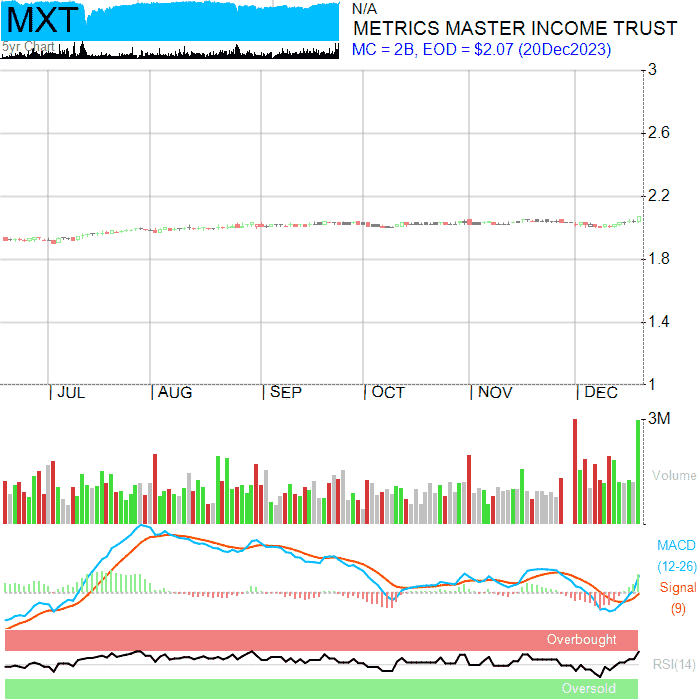 MXT
5yr Chart
N/A
METRICS MASTER INCOME TRUST
MC = 2B, EOD = $2.07 (20Dec2023)
3
2.6
2.2
1.8
1.4
1
JUL AUG SEP OCT NOV DEC
3M
Volume
MACD
(12-26)
Signal
(9)
Overbought
RSI(14)
Oversold